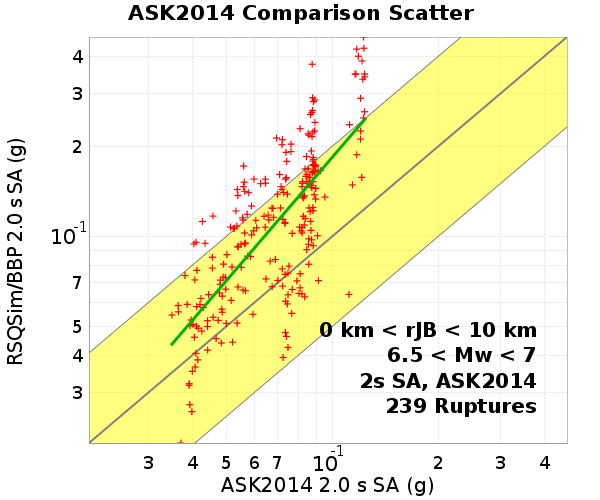 ASK2014 Comparison Scatter
RSQSim/BBP 2.0 s SA (g)
4
3
2
10-1
7
5
4
3
0 km < rJB < 10 km
6.5 < Mw < 7
2s SA, ASK2014
239 Ruptures
3 4 5 6 7 10-1 2 3 4
ASK2014 2.0 s SA (g)